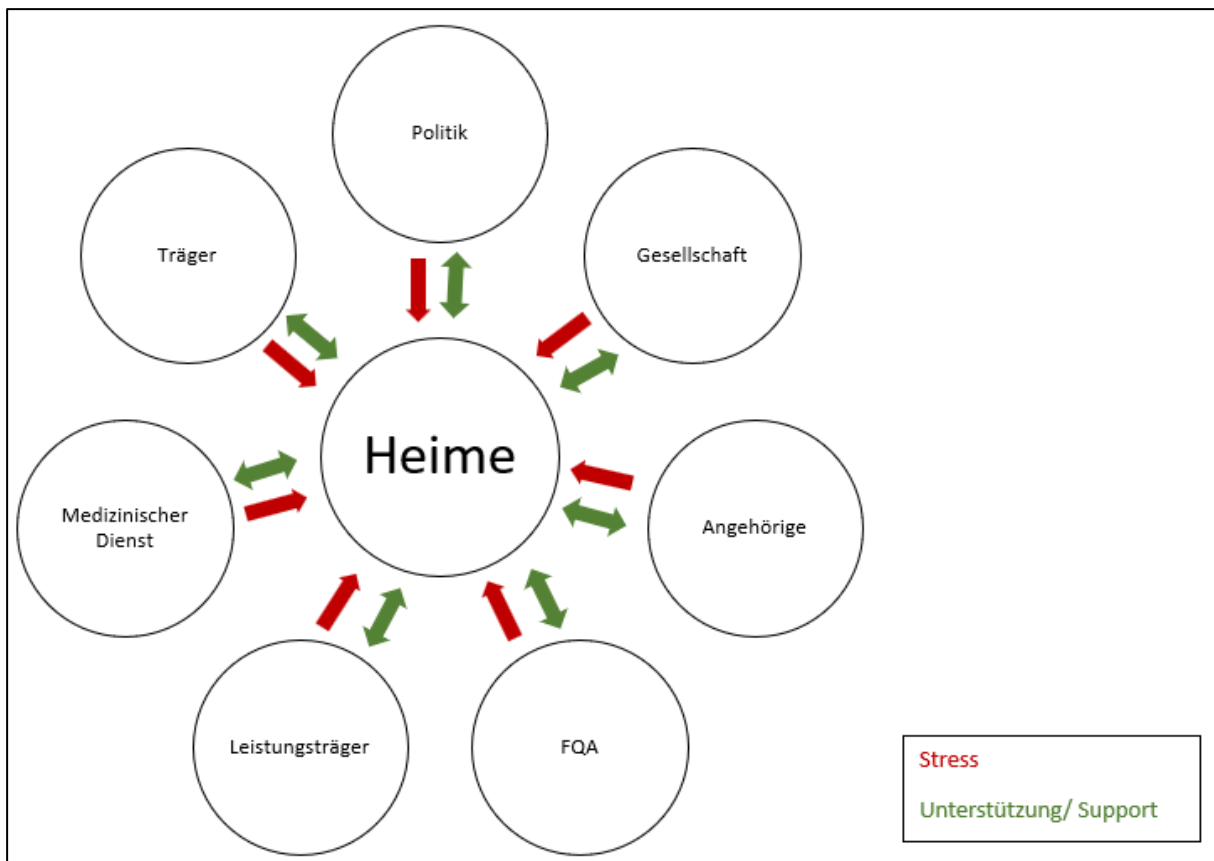 Politik
Träger
Gesellschaft
Heime
Medizinischer
Dienst
Angehörige
Leistungsträger
FQA
Stress
Unterstützung/ Support